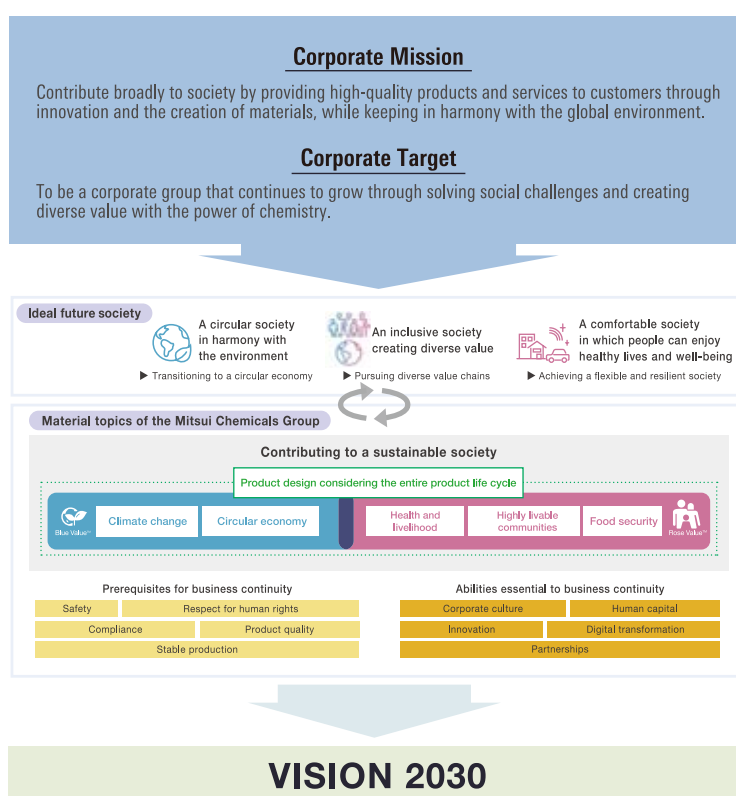 Corporate Mission
Contribute broadly to society by providing high-quality products and services to customers through
innovation and the creation of materials, while keeping in harmony with the global environment.
Corporate Target
To be a corporate group that continues to grow through solving social challenges and creating
diverse value with the power of chemistry.
Ideal future society
A circular society
in harmony with
the environment
▶ Transitioning to a circular economy
An inclusive society
creating diverse value
▶ Pursuing diverse value chains
A comfortable society
in which people can enjoy
healthy lives and well-being
▶ Achieving a flexible and resilient society
Material topics of the Mitsui Chemicals Group
Contributing to a sustainable society
Product design considering the entire product life cycle
Blue Value™
Climate change
Circular economy
Health and
livelihood
Highly livable
communities
Food security
Rose Value™
Prerequisites for business continuity
Safety
Respect for human rights
Compliance
Product quality
Stable production
Abilities essential to business continuity
Corporate culture
Human capital
Innovation
Digital transformation
Partnerships
VISION 2030